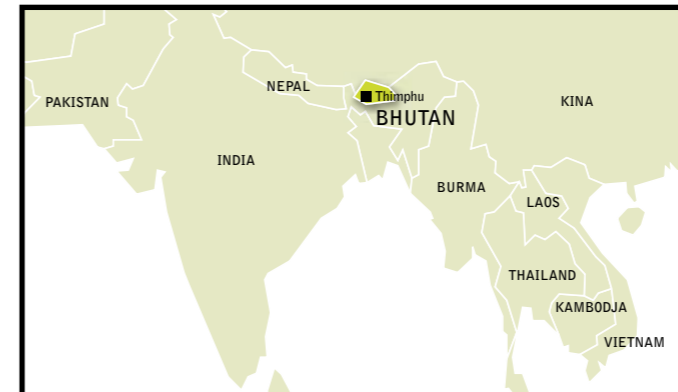 NEPAL
Thimphu
PAKISTAN
KINA
BHUTAN
INDIA
BURMA
LAOS
THAILAND
KAMBODJA
VIETNAM